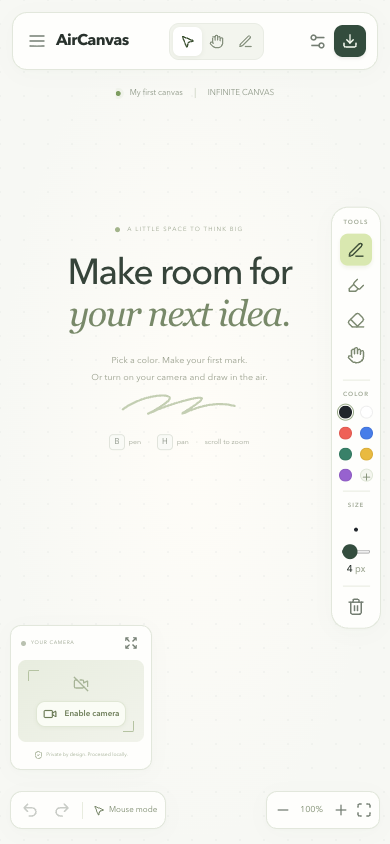 AirCanvas
My first canvas | INFINITE CANVAS
A LITTLE SPACE TO THINK BIG
Make room for
your next idea.
Pick a color. Make your first mark.
Or turn on your camera and draw in the air.
B pen · H pan · scroll to zoom
TOOLS
COLOR
SIZE
4 px
YOUR CAMERA
Enable camera
Private by design. Processed locally.
Mouse mode
100%